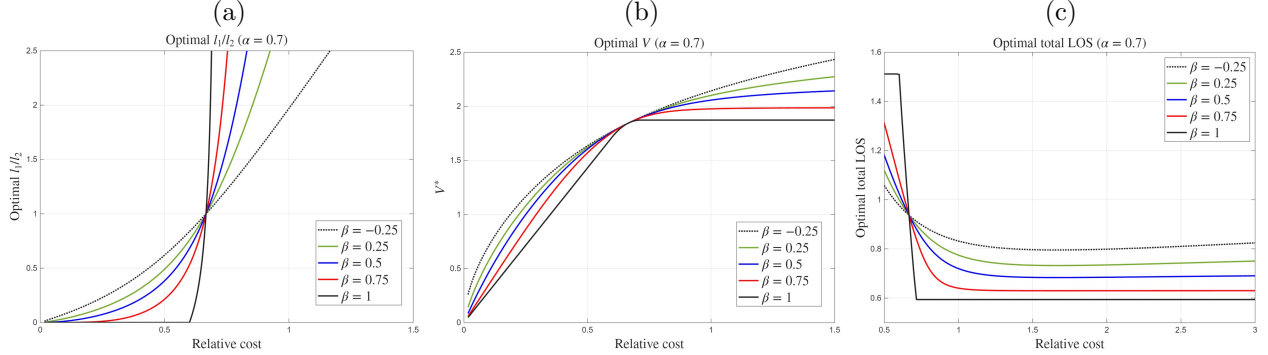 (a)
Optimal l₁/l₂ (α = 0.7)
Optimal l₁/l₂
2.5
2
1.5
1
0.5
0
0
0.5
1
1.5
Relative cost
β = −0.25
β = 0.25
β = 0.5
β = 0.75
β = 1
(b)
Optimal V (α = 0.7)
V*
2.5
2.0
1.5
1.0
0.5
0.0
0
0.5
1
1.5
Relative cost
β = −0.25
β = 0.25
β = 0.5
β = 0.75
β = 1
(c)
Optimal total LOS (α = 0.7)
Optimal total LOS
1.6
1.4
1.2
1.0
0.8
0.6
0.5
1
1.5
2
2.5
3
Relative cost
β = −0.25
β = 0.25
β = 0.5
β = 0.75
β = 1